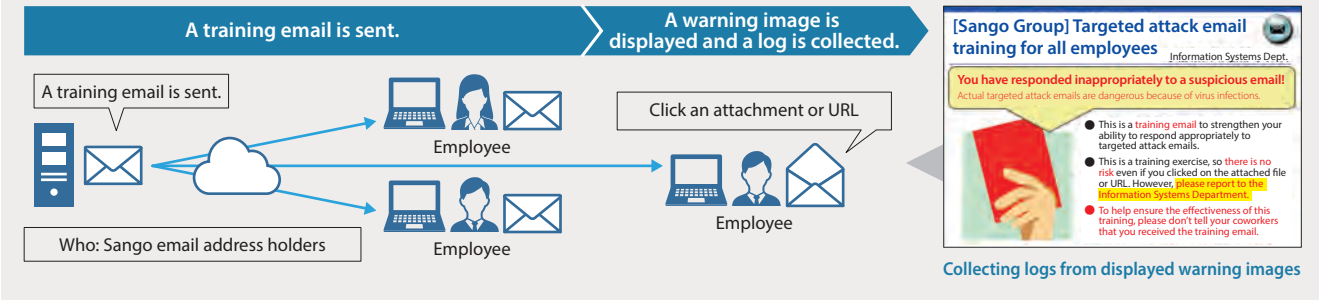 A training email is sent.
A warning image is
displayed and a log is collected.
A training email is sent.
Employee
Employee
Who: Sango email address holders
Click an attachment or URL
Employee
[Sango Group] Targeted attack email
training for all employees
Information Systems Dept.
You have responded inappropriately to a suspicious email!
Actual targeted attack emails are dangerous because of virus infections.
● This is a training email to strengthen your
ability to respond appropriately to
targeted attack emails.
● This is a training exercise, so there is no
risk even if you clicked on the attached file
or URL. However, please report to the
Information Systems Department.
● To help ensure the effectiveness of this
training, please don't tell your coworkers
that you received the training email.
Collecting logs from displayed warning images